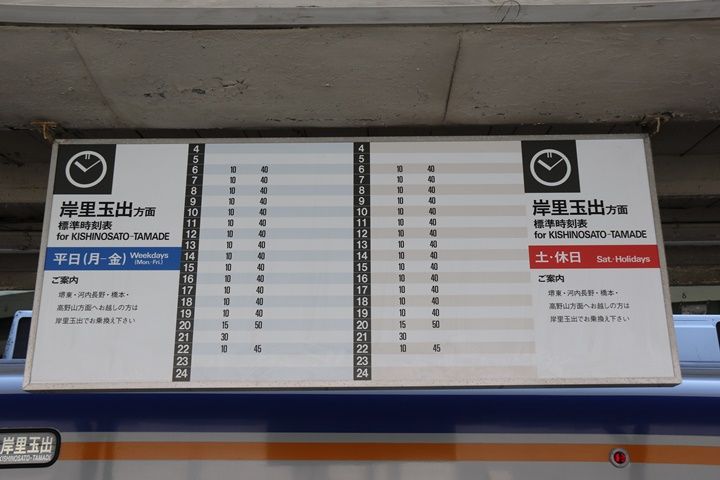 岸里玉出方面
標準時刻表
for KISHINOSATO-TAMADE
平日(月-金) Weekdays (Mon.-Fri.)
ご案内
堺東・河内長野・橋本・
高野山方面へお越しの方は
岸里玉出でお乗換え下さい
4
5
6 10 40
7 10 40
8 10 40
9 10 40
10 10 40
11 10 40
12 10 40
13 10 40
14 10 40
15 10 40
16 10 40
17 10 40
18 10 40
19 10 40
20 15 50
21 30
22 10 45
23
24
4
5
6 10 40
7 10 40
8 10 40
9 10 40
10 10 40
11 10 40
12 10 40
13 10 40
14 10 40
15 10 40
16 10 40
17 10 40
18 10 40
19 10 40
20 15 50
21 30
22 10 45
23
24
岸里玉出方面
標準時刻表
for KISHINOSATO-TAMADE
土・休日 Sat.·Holidays
ご案内
堺東・河内長野・橋本・
高野山方面へお越しの方は
岸里玉出でお乗換え下さい
岸里玉出
KISHINOSATO-TAMADE